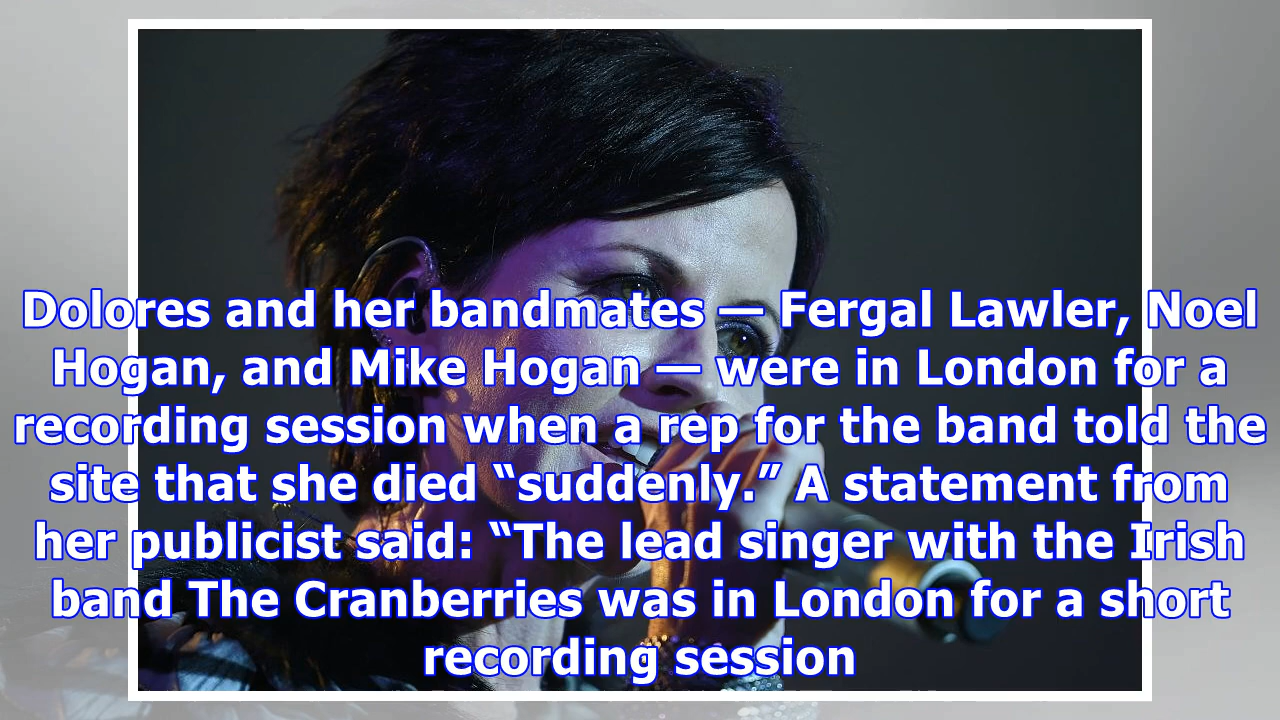 Dolores and her bandmates — Fergal Lawler, Noel
Hogan, and Mike Hogan — were in London for a
recording session when a rep for the band told the
site that she died “suddenly.” A statement from
her publicist said: “The lead singer with the Irish
band The Cranberries was in London for a short
recording session